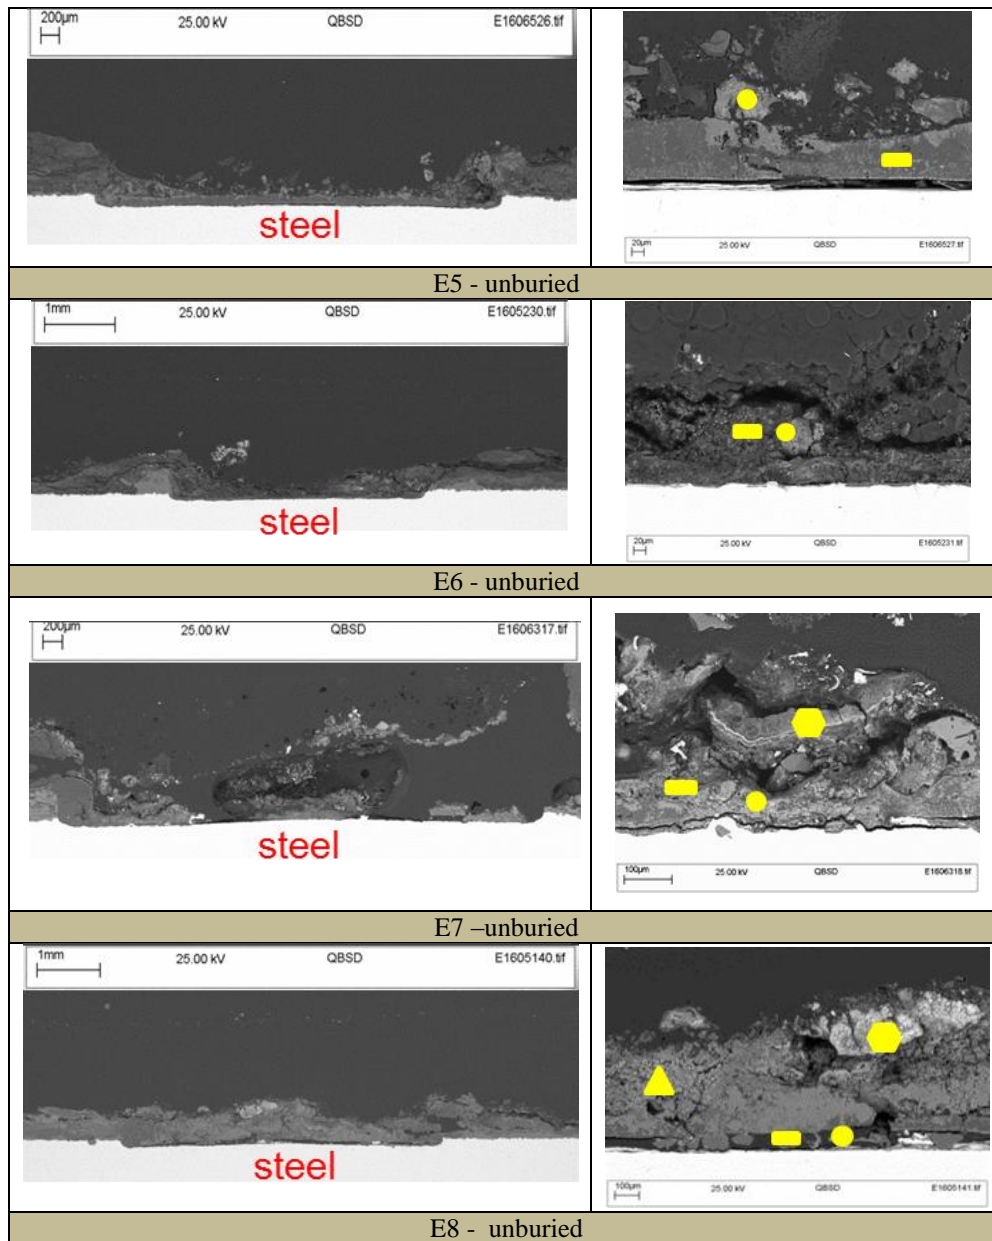 200µm 25.00 kV QBSD E1606526.tif
steel
20µm 25.00 kV QBSD E1606527.tif
E5 - unburied
1mm 25.00 kV QBSD E1605230.tif
steel
20µm 25.00 kV QBSD E1605231.tif
E6 - unburied
200µm 25.00 kV QBSD E1606317.tif
steel
100µm 25.00 kV QBSD E1606318.tif
E7 –unburied
1mm 25.00 kV QBSD E1605140.tif
steel
100µm 25.00 kV QBSD E1605141.tif
E8 - unburied